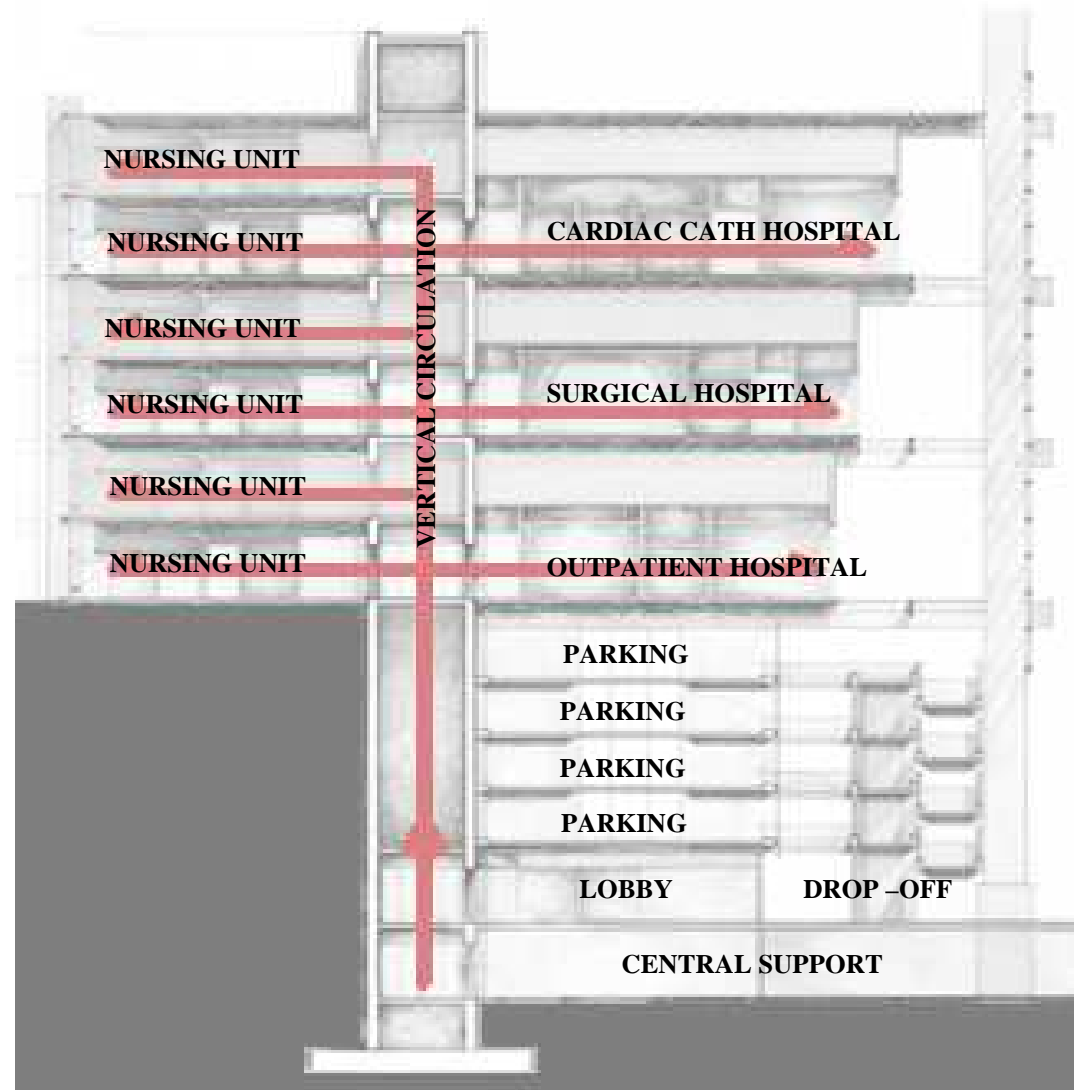 NURSING UNIT
NURSING UNIT
CARDIAC CATH HOSPITAL
VERTICAL CIRCULATION
NURSING UNIT
NURSING UNIT
SURGICAL HOSPITAL
NURSING UNIT
NURSING UNIT
OUTPATIENT HOSPITAL
PARKING
PARKING
PARKING
PARKING
LOBBY
DROP –OFF
CENTRAL SUPPORT